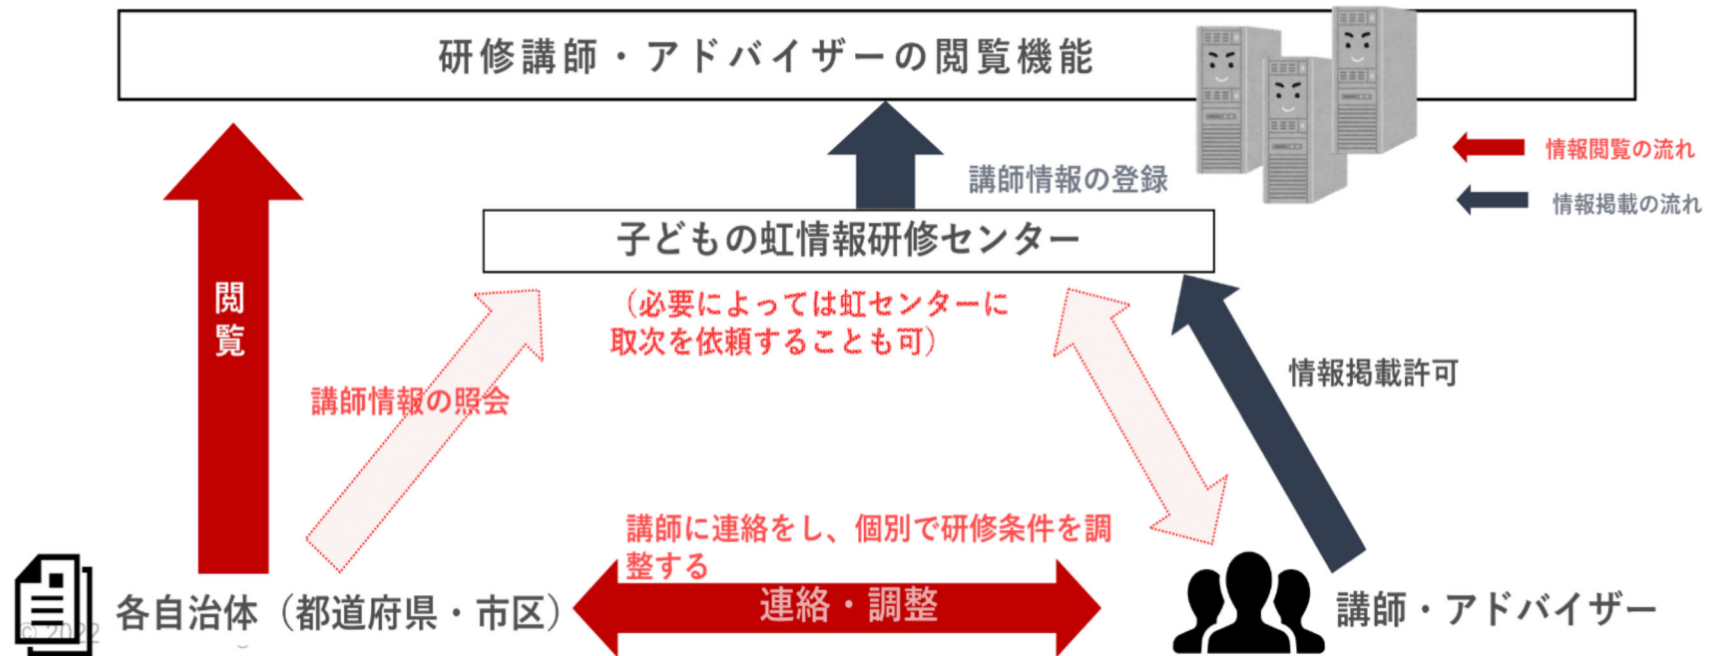 研修講師・アドバイザーの閲覧機能
情報閲覧の流れ
講師情報の登録
情報掲載の流れ
子どもの虹情報研修センター
閲覧
（必要によっては虹センターに
取次を依頼することも可）
情報掲載許可
講師情報の照会
講師に連絡をし、個別で研修条件を調
整する
各自治体（都道府県・市区）
連絡・調整
講師・アドバイザー
© 2022